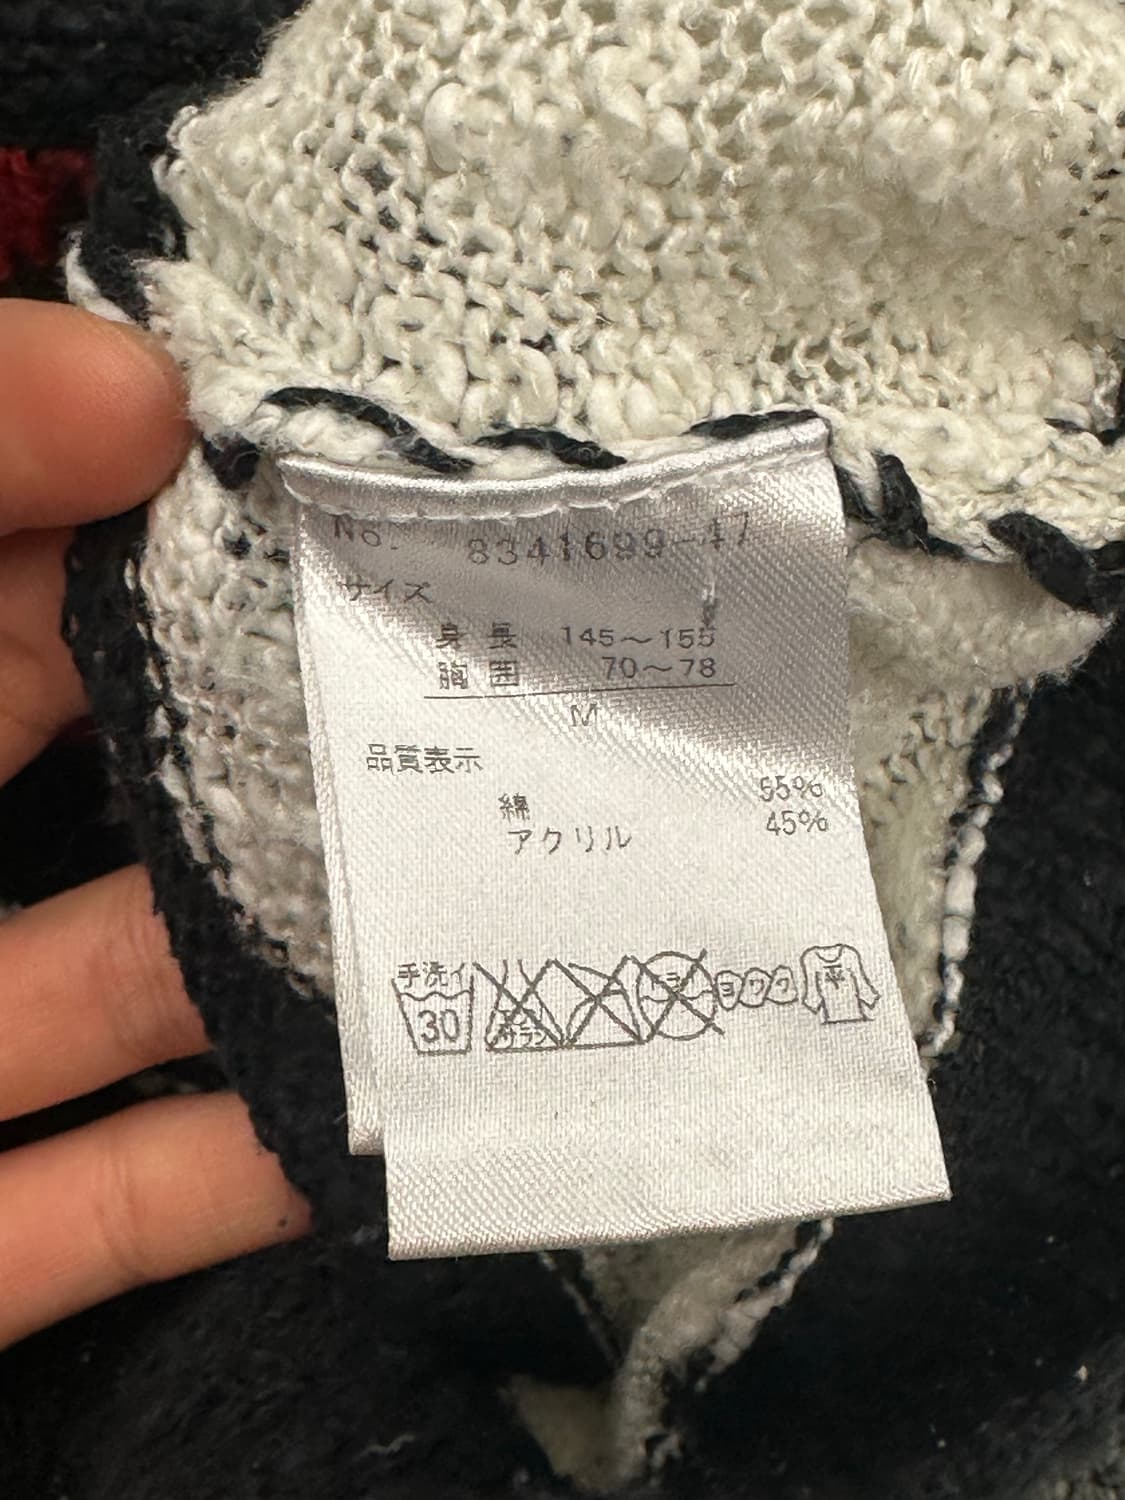 No. 8341699-47
サイズ
身長 145〜155
胸囲 70〜78
M
品質表示
綿 55%
アクリル 45%
手洗イ
30
エンソサラシ
ドライ
ヨワク
平